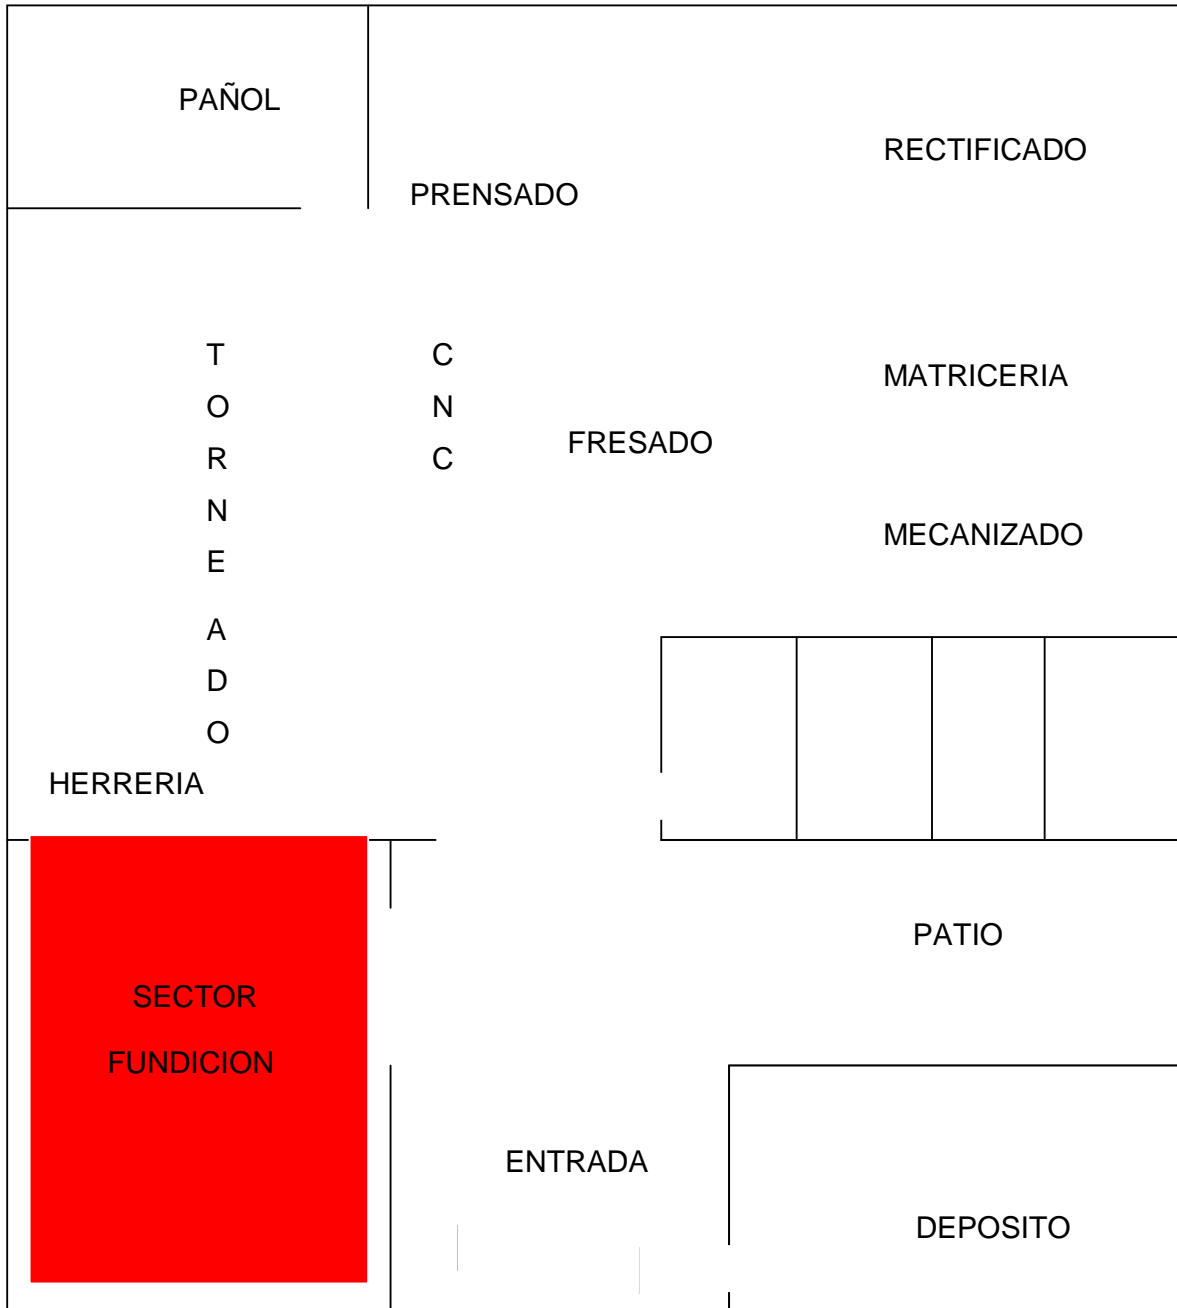 PAÑOL
RECTIFICADO
PRENSADO
T
O
R
N
E
A
D
O
C
N
C
MATRICERIA
FRESADO
MECANIZADO
HERRERIA
PATIO
SECTOR
FUNDICION
ENTRADA
DEPOSITO